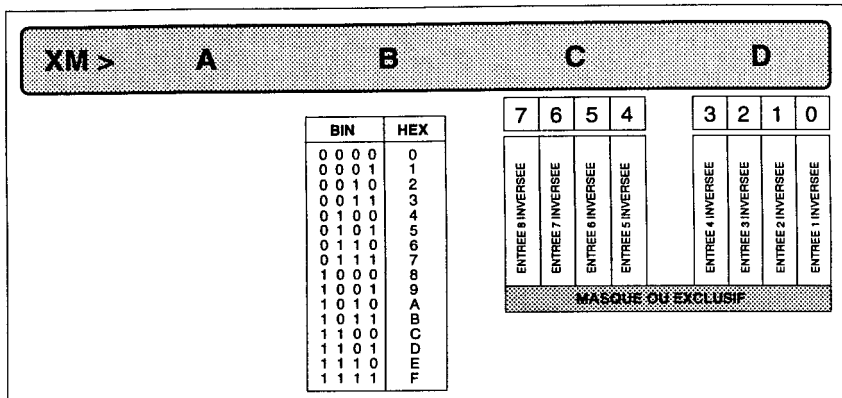 XM > A B C D
7 6 5 4 3 2 1 0
BIN HEX
0 0 0 0 0
0 0 0 1 1
0 0 1 0 2
0 0 1 1 3
0 1 0 0 4
0 1 0 1 5
0 1 1 0 6
0 1 1 1 7
1 0 0 0 8
1 0 0 1 9
1 0 1 0 A
1 0 1 1 B
1 1 0 0 C
1 1 0 1 D
1 1 1 0 E
1 1 1 1 F
ENTREE 8 INVERSEE
ENTREE 7 INVERSEE
ENTREE 6 INVERSEE
ENTREE 5 INVERSEE
ENTREE 4 INVERSEE
ENTREE 3 INVERSEE
ENTREE 2 INVERSEE
ENTREE 1 INVERSEE
MASQUE OU EXCLUSIF